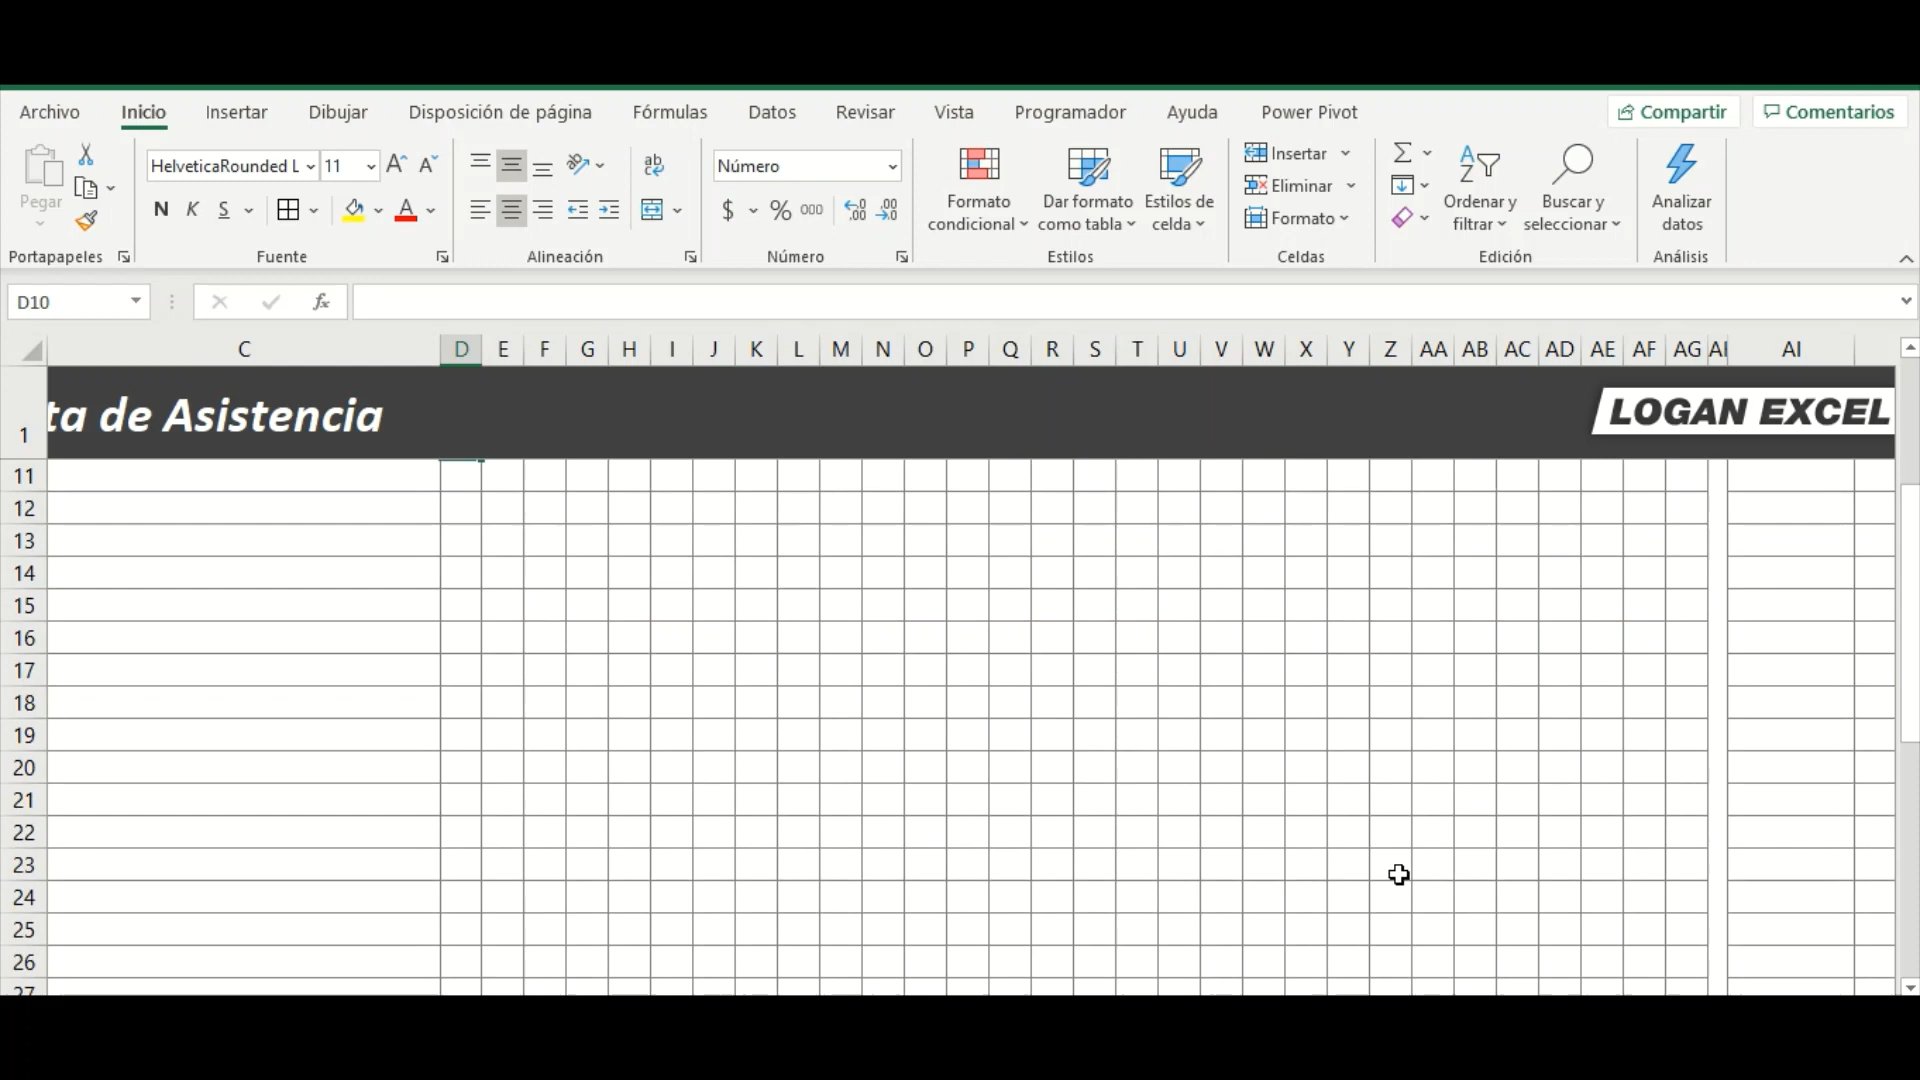 Archivo Inicio Insertar Dibujar Disposición de página Fórmulas Datos Revisar Vista Programador Ayuda Power Pivot Compartir Comentarios
Pegar
HelveticaRounded L 11 A A
N K S A
ab
Número
$ % 000
Formato condicional
Dar formato como tabla
Estilos de celda
Insertar
Eliminar
Formato
Σ
Ordenar y filtrar
Buscar y seleccionar
Analizar datos
Portapapeles Fuente Alineación Número Estilos Celdas Edición Análisis
D10 fx
C D E F G H I J K L M N O P Q R S T U V W X Y Z AA AB AC AD AE AF AG AI
1 ta de Asistencia LOGAN EXCEL
11
12
13
14
15
16
17
18
19
20
21
22
23
24
25
26
27